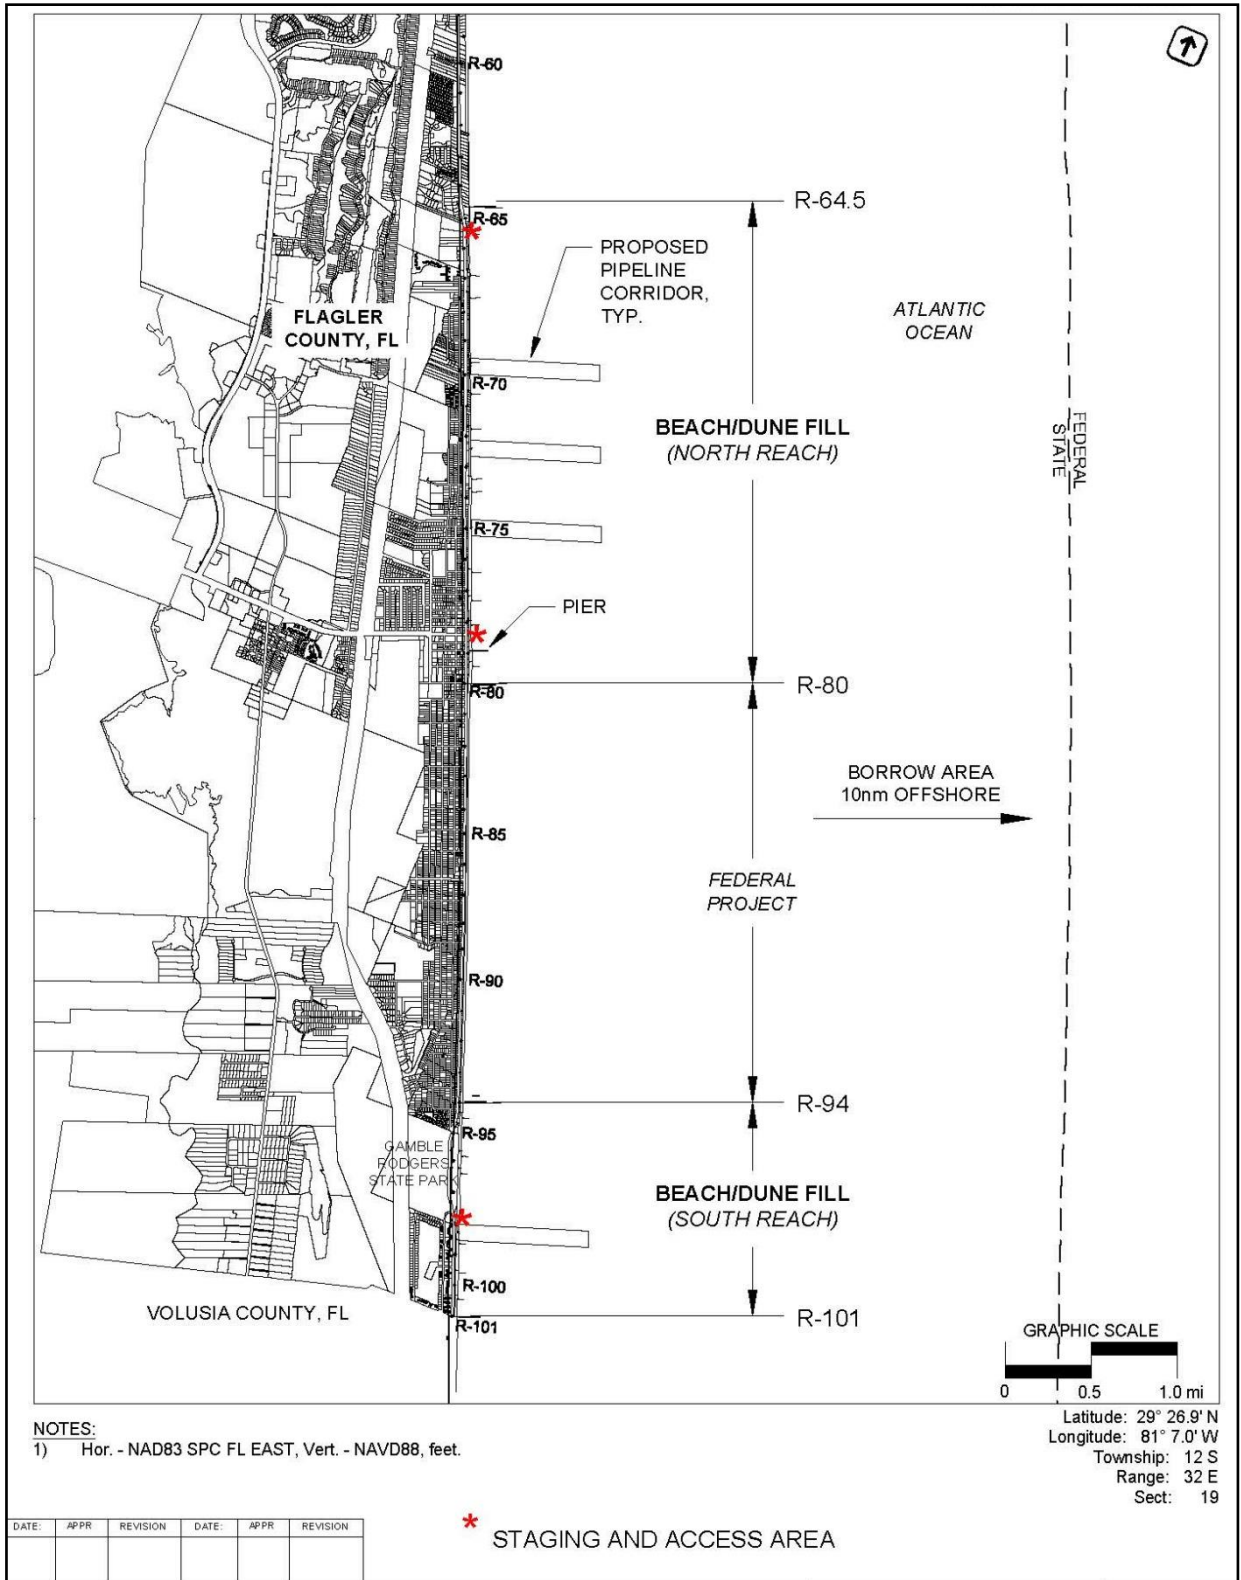 R-60
R-64.5
R-65
PROPOSED
PIPELINE
CORRIDOR,
TYP.
ATLANTIC
OCEAN
FLAGLER
COUNTY, FL
R-70
BEACH/DUNE FILL
(NORTH REACH)
FEDERAL
STATE
R-75
PIER
R-80
R-80
BORROW AREA
10nm OFFSHORE
R-85
FEDERAL
PROJECT
R-90
R-94
R-95
GAMBLE
RODGERS
STATE PARK
BEACH/DUNE FILL
(SOUTH REACH)
R-100
VOLUSIA COUNTY, FL
R-101
R-101
GRAPHIC SCALE
0 0.5 1.0 mi
NOTES:
1) Hor. - NAD83 SPC FL EAST, Vert. - NAVD88, feet.
Latitude: 29° 26.9' N
Longitude: 81° 7.0' W
Township: 12 S
Range: 32 E
Sect: 19
DATE: APPR REVISION DATE: APPR REVISION
* STAGING AND ACCESS AREA